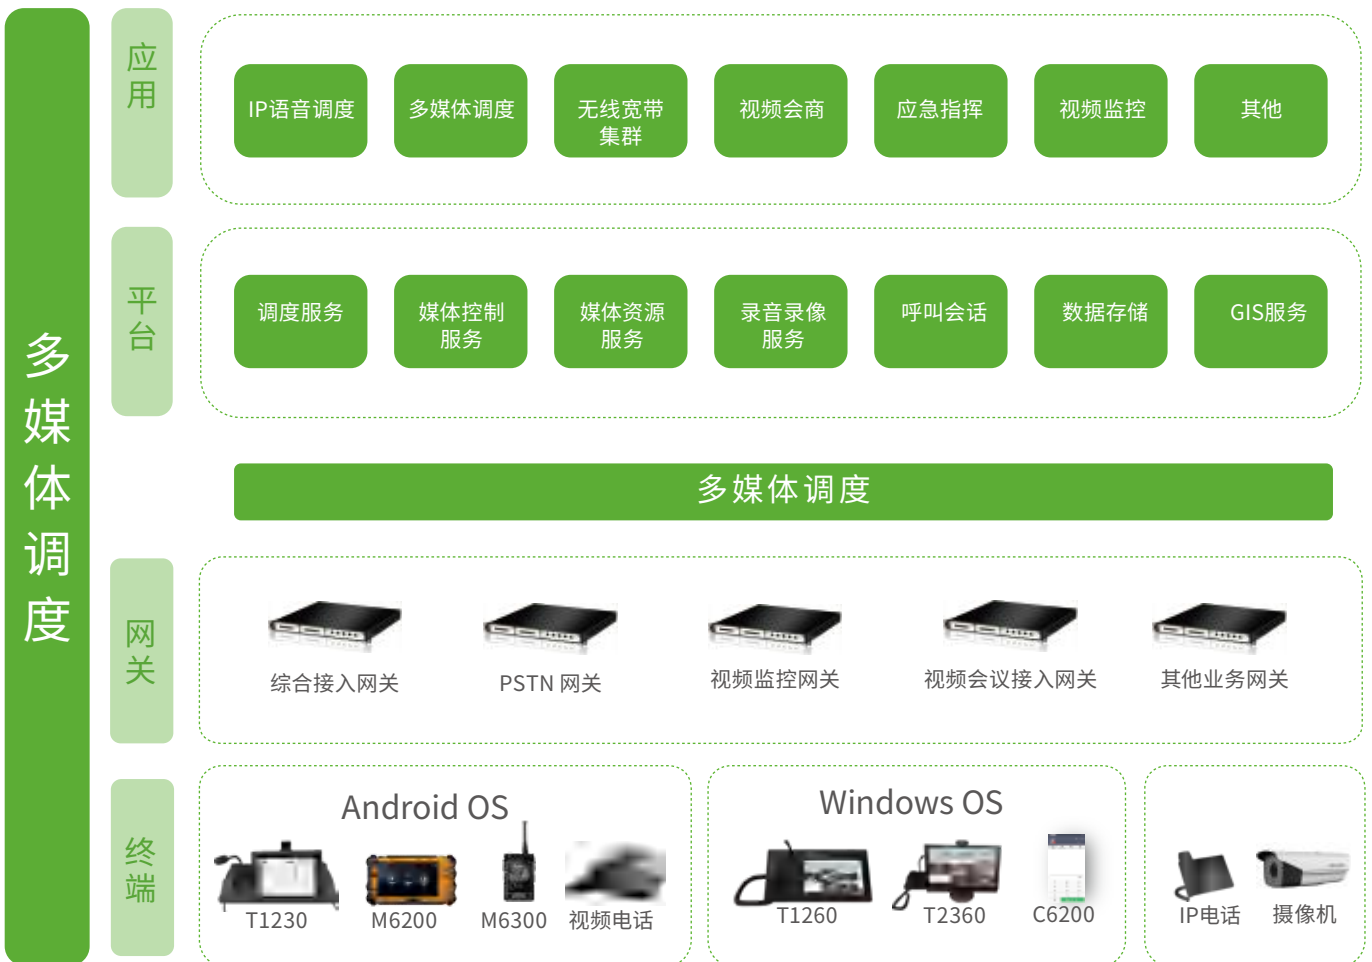 多媒体调度
应用
IP语音调度
多媒体调度
无线宽带
集群
视频会商
应急指挥
视频监控
其他
平台
调度服务
媒体控制
服务
媒体资源
服务
录音录像
服务
呼叫会话
数据存储
GIS服务
多媒体调度
网关
综合接入网关
PSTN 网关
视频监控网关
视频会议接入网关
其他业务网关
终端
Android OS
T1230
M6200
M6300
视频电话
Windows OS
T1260
T2360
C6200
IP电话
摄像机